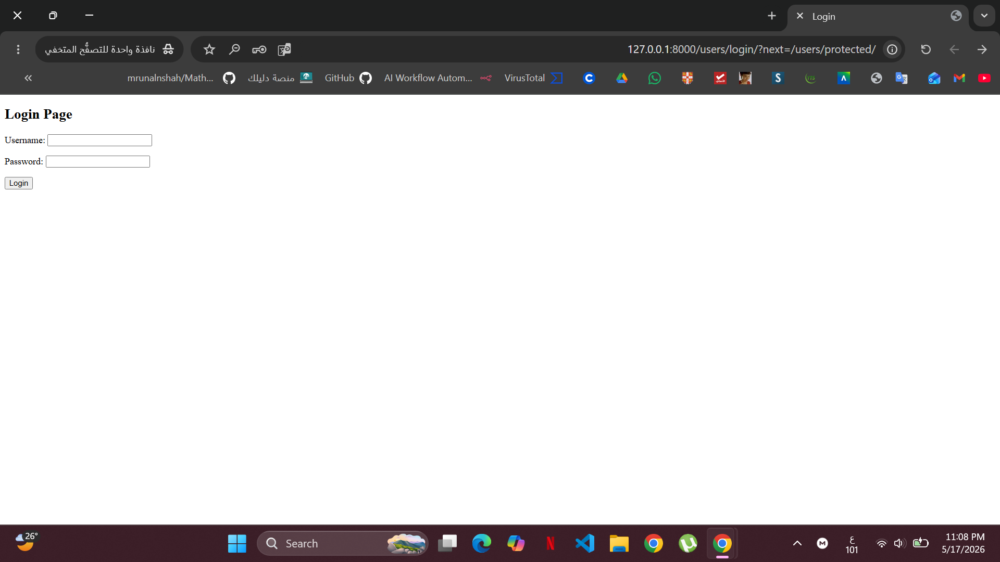 Login
نافذة واحدة للتصفُّح المتخفي
127.0.0.1:8000/users/login/?next=/users/protected/
mrunalnshah/Math...
منصة دليلك
GitHub
AI Workflow Autom...
VirusTotal
Login Page
Username:
Password:
Login
26°
Search
ع
101
11:08 PM
5/17/2026